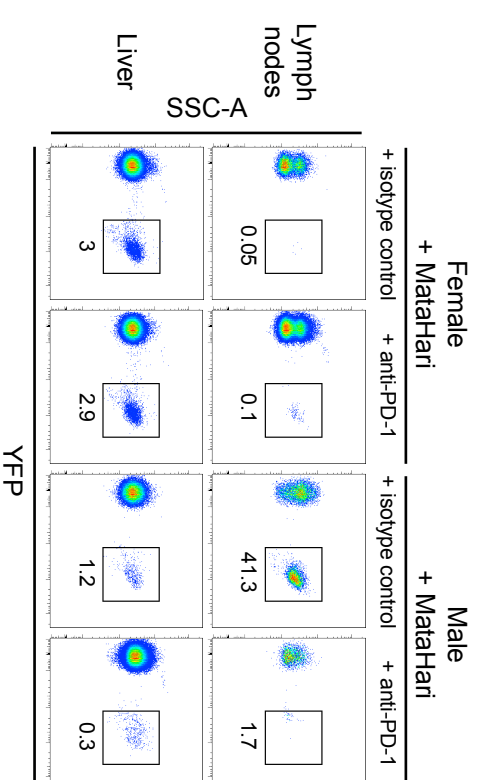 Female
+ MataHari
Male
+ MataHari
+ isotype control
+ anti-PD-1
+ isotype control
+ anti-PD-1
Lymph
nodes
0.05
0.1
41.3
1.7
SSC-A
Liver
3
2.9
1.2
0.3
YFP